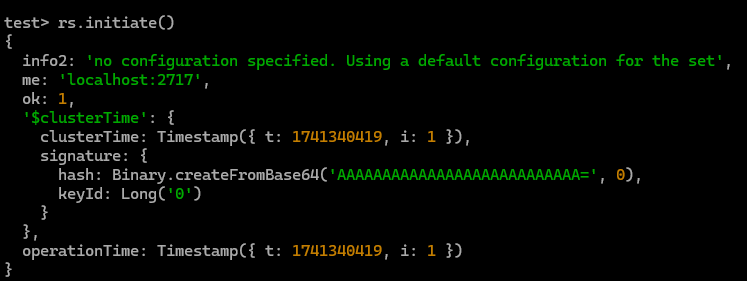 test> rs.initiate()
{
  info2: 'no configuration specified. Using a default configuration for the set',
  me: 'localhost:2717',
  ok: 1,
  '$clusterTime': {
    clusterTime: Timestamp({ t: 1741340419, i: 1 }),
    signature: {
      hash: Binary.createFromBase64('AAAAAAAAAAAAAAAAAAAAAAAAAAA=', 0),
      keyId: Long('0')
    }
  },
  operationTime: Timestamp({ t: 1741340419, i: 1 })
}